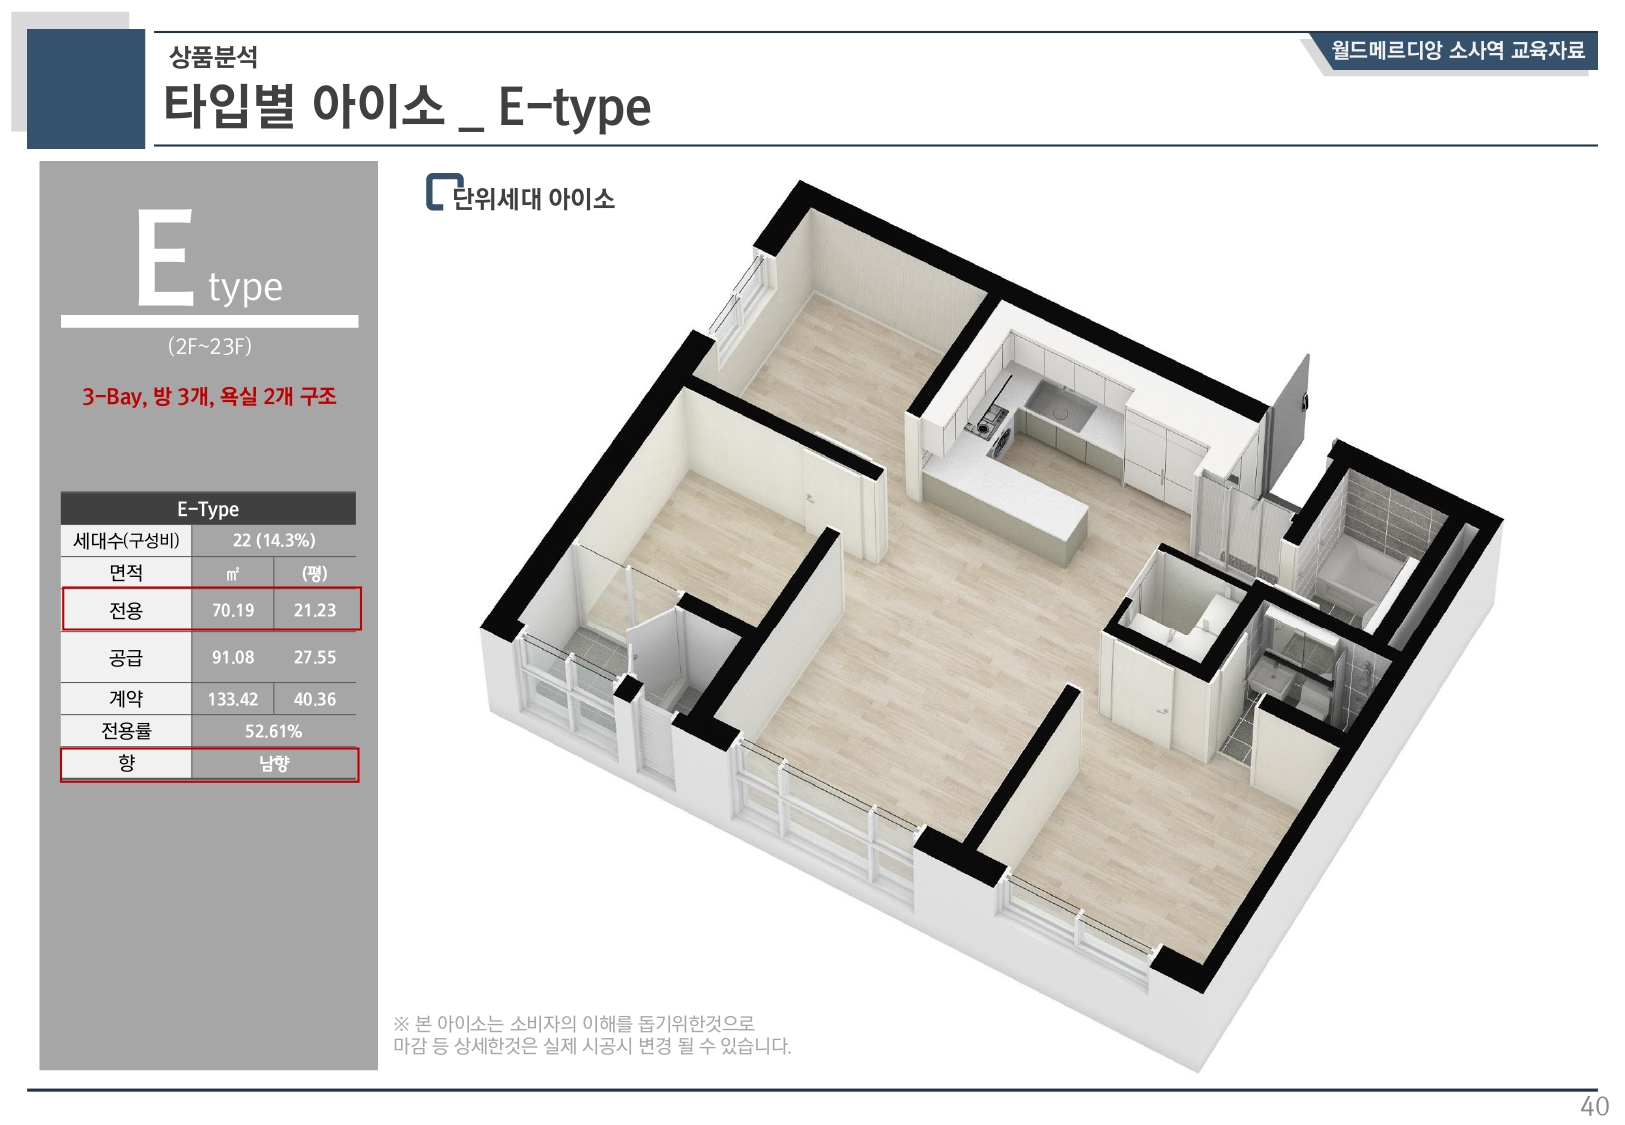 상품분석
타입별 아이소 _ E-type
월드메르디앙 소사역 교육자료
E type
(2F~23F)
3-Bay, 방 3개, 욕실 2개 구조
E-Type
세대수(구성비) 22 (14.3%)
면적 ㎡ (평)
전용 70.19 21.23
공급 91.08 27.55
계약 133.42 40.36
전용률 52.61%
향 남향
단위세대 아이소
※ 본 아이소는 소비자의 이해를 돕기위한것으로
마감 등 상세한것은 실제 시공시 변경 될 수 있습니다.
40